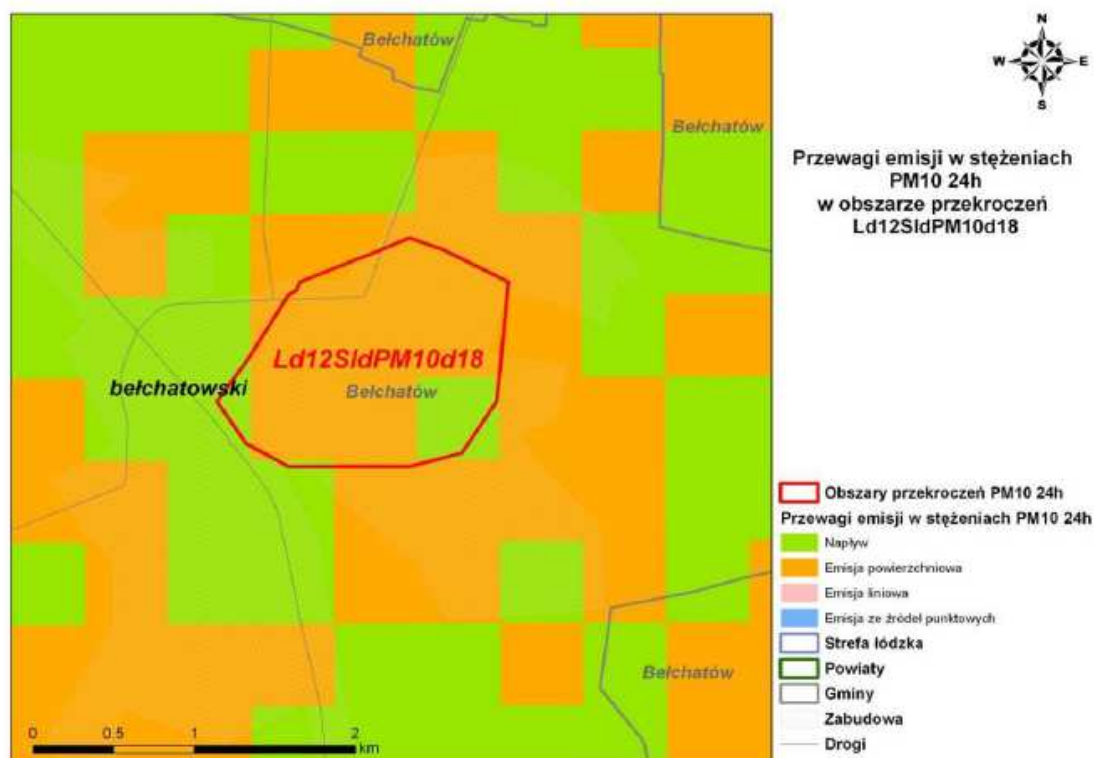 Bełchatów
Bełchatów
Ld12SldPM10d18
bełchatowski
Bełchatów
Bełchatów
0 0.5 1 2
km
N
W E
S
Przewagi emisji w stężeniach
PM10 24h
w obszarze przekroczeń
Ld12SldPM10d18
Obszary przekroczeń PM10 24h
Przewagi emisji w stężeniach PM10 24h
Napływ
Emisja powierzchniowa
Emisja liniowa
Emisja ze źródeł punktowych
Strefa łódzka
Powiaty
Gminy
Zabudowa
Drogi